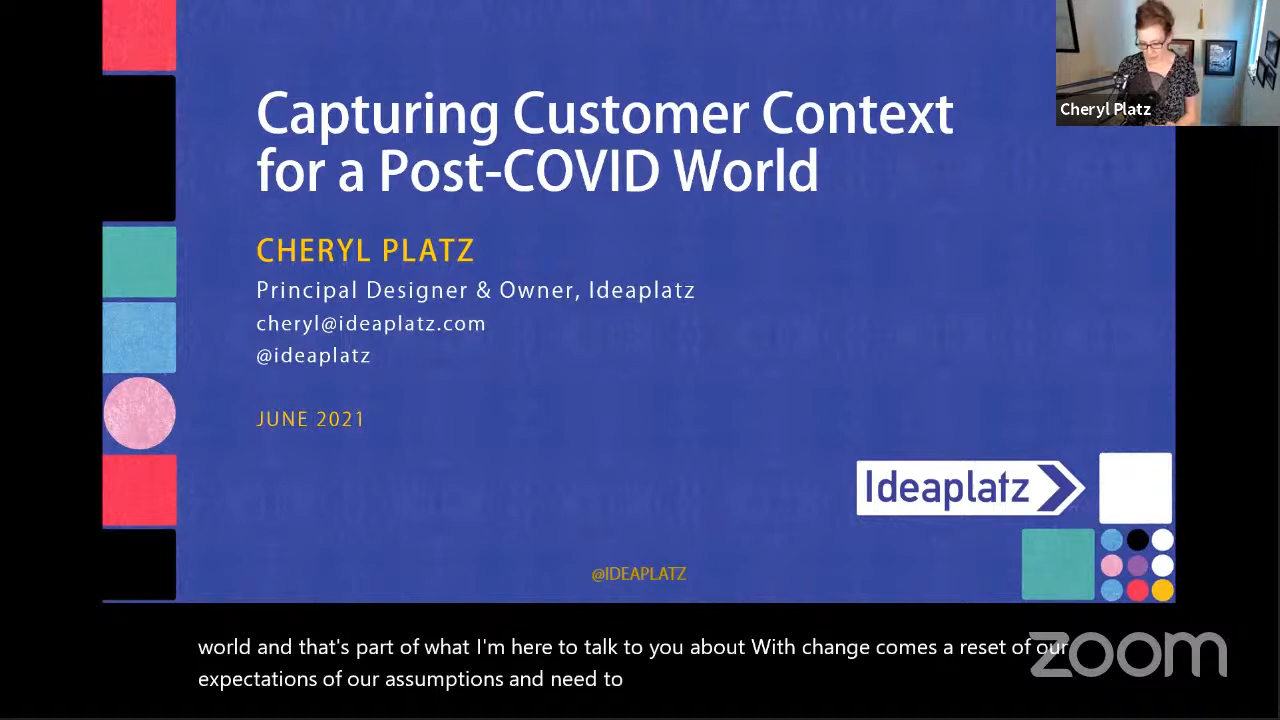 Capturing Customer Context
for a Post-COVID World
CHERYL PLATZ
Principal Designer & Owner, Ideaplatz
cheryl@ideaplatz.com
@ideaplatz
JUNE 2021
Ideaplatz
@IDEAPLATZ
Cheryl Platz
world and that's part of what I'm here to talk to you about With change comes a reset of our
expectations of our assumptions and need to
zoom